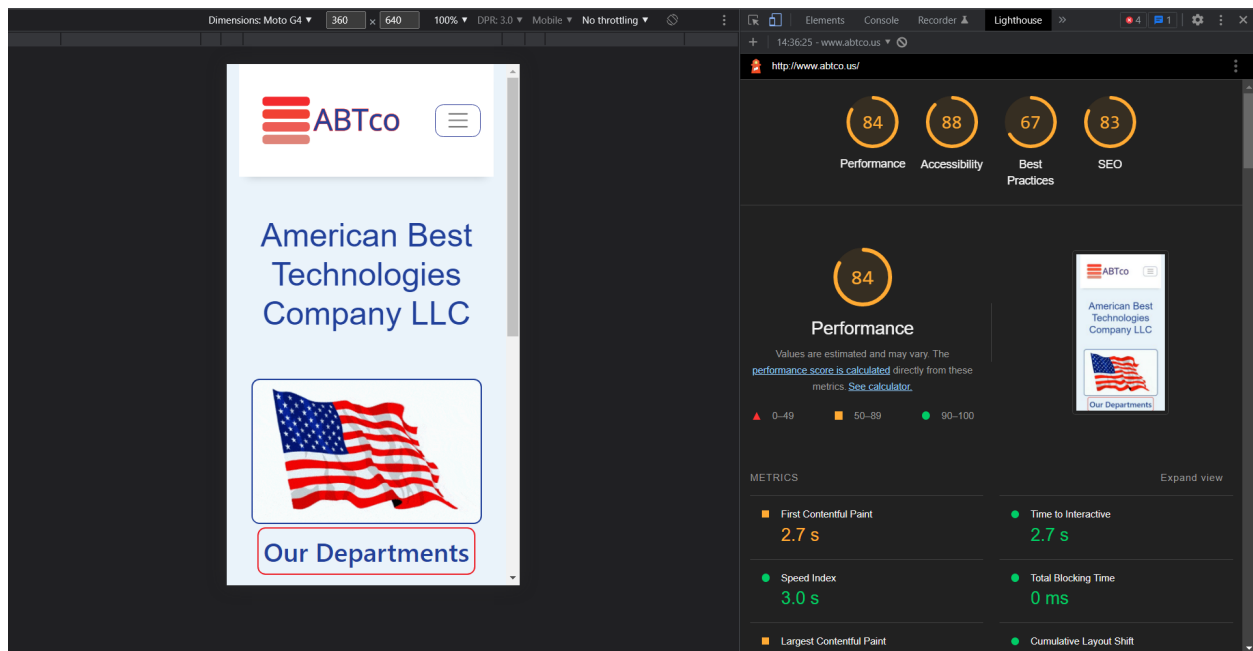 Dimensions: Moto G4 ▼ 360 x 640 100% ▼ DPR: 3.0 ▼ Mobile ▼ No throttling ▼
ABTco
American Best
Technologies
Company LLC
Our Departments
Elements Console Recorder Lighthouse » 4 1
+ 14:36:25 - www.abtco.us ▼
http://www.abtco.us/
84 88 67 83
Performance Accessibility Best Practices SEO
84
Performance
Values are estimated and may vary. The
performance score is calculated directly from these
metrics. See calculator.
0–49 50–89 90–100
ABTco
American Best
Technologies
Company LLC
Our Departments
METRICS Expand view
First Contentful Paint Time to Interactive
2.7 s 2.7 s
Speed Index Total Blocking Time
3.0 s 0 ms
Largest Contentful Paint Cumulative Layout Shift